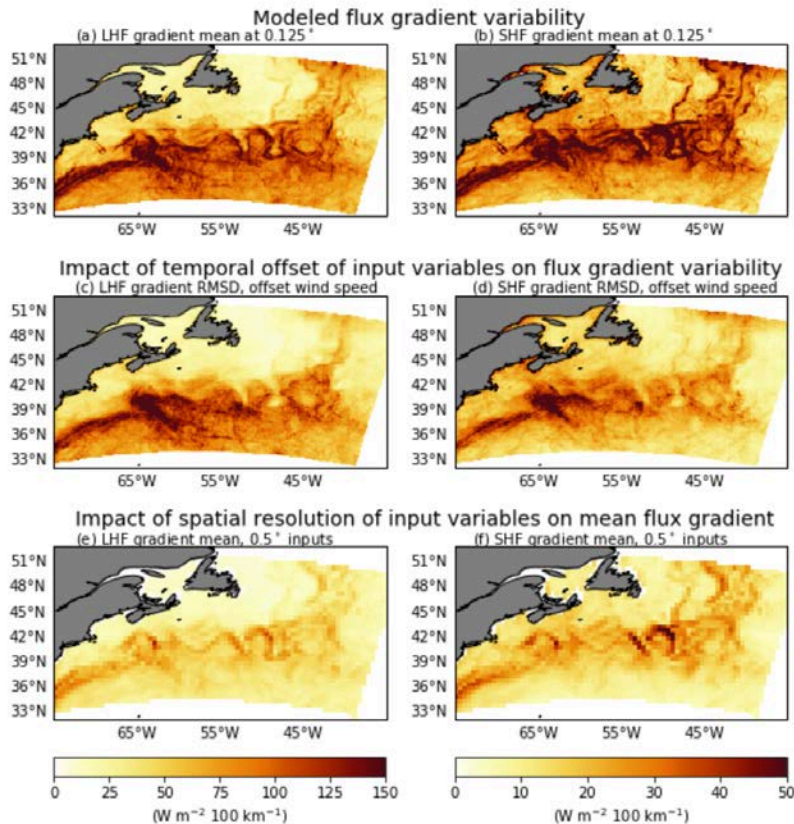 Modeled flux gradient variability
(a) LHF gradient mean at 0.125°
(b) SHF gradient mean at 0.125°
51°N
48°N
45°N
42°N
39°N
36°N
33°N
65°W 55°W 45°W
51°N
48°N
45°N
42°N
39°N
36°N
33°N
65°W 55°W 45°W
Impact of temporal offset of input variables on flux gradient variability
(c) LHF gradient RMSD, offset wind speed
(d) SHF gradient RMSD, offset wind speed
51°N
48°N
45°N
42°N
39°N
36°N
33°N
65°W 55°W 45°W
51°N
48°N
45°N
42°N
39°N
36°N
33°N
65°W 55°W 45°W
Impact of spatial resolution of input variables on mean flux gradient
(e) LHF gradient mean, 0.5° inputs
(f) SHF gradient mean, 0.5° inputs
51°N
48°N
45°N
42°N
39°N
36°N
33°N
65°W 55°W 45°W
51°N
48°N
45°N
42°N
39°N
36°N
33°N
65°W 55°W 45°W
0 25 50 75 100 125 150
(W m⁻² 100 km⁻¹)
0 10 20 30 40 50
(W m⁻² 100 km⁻¹)